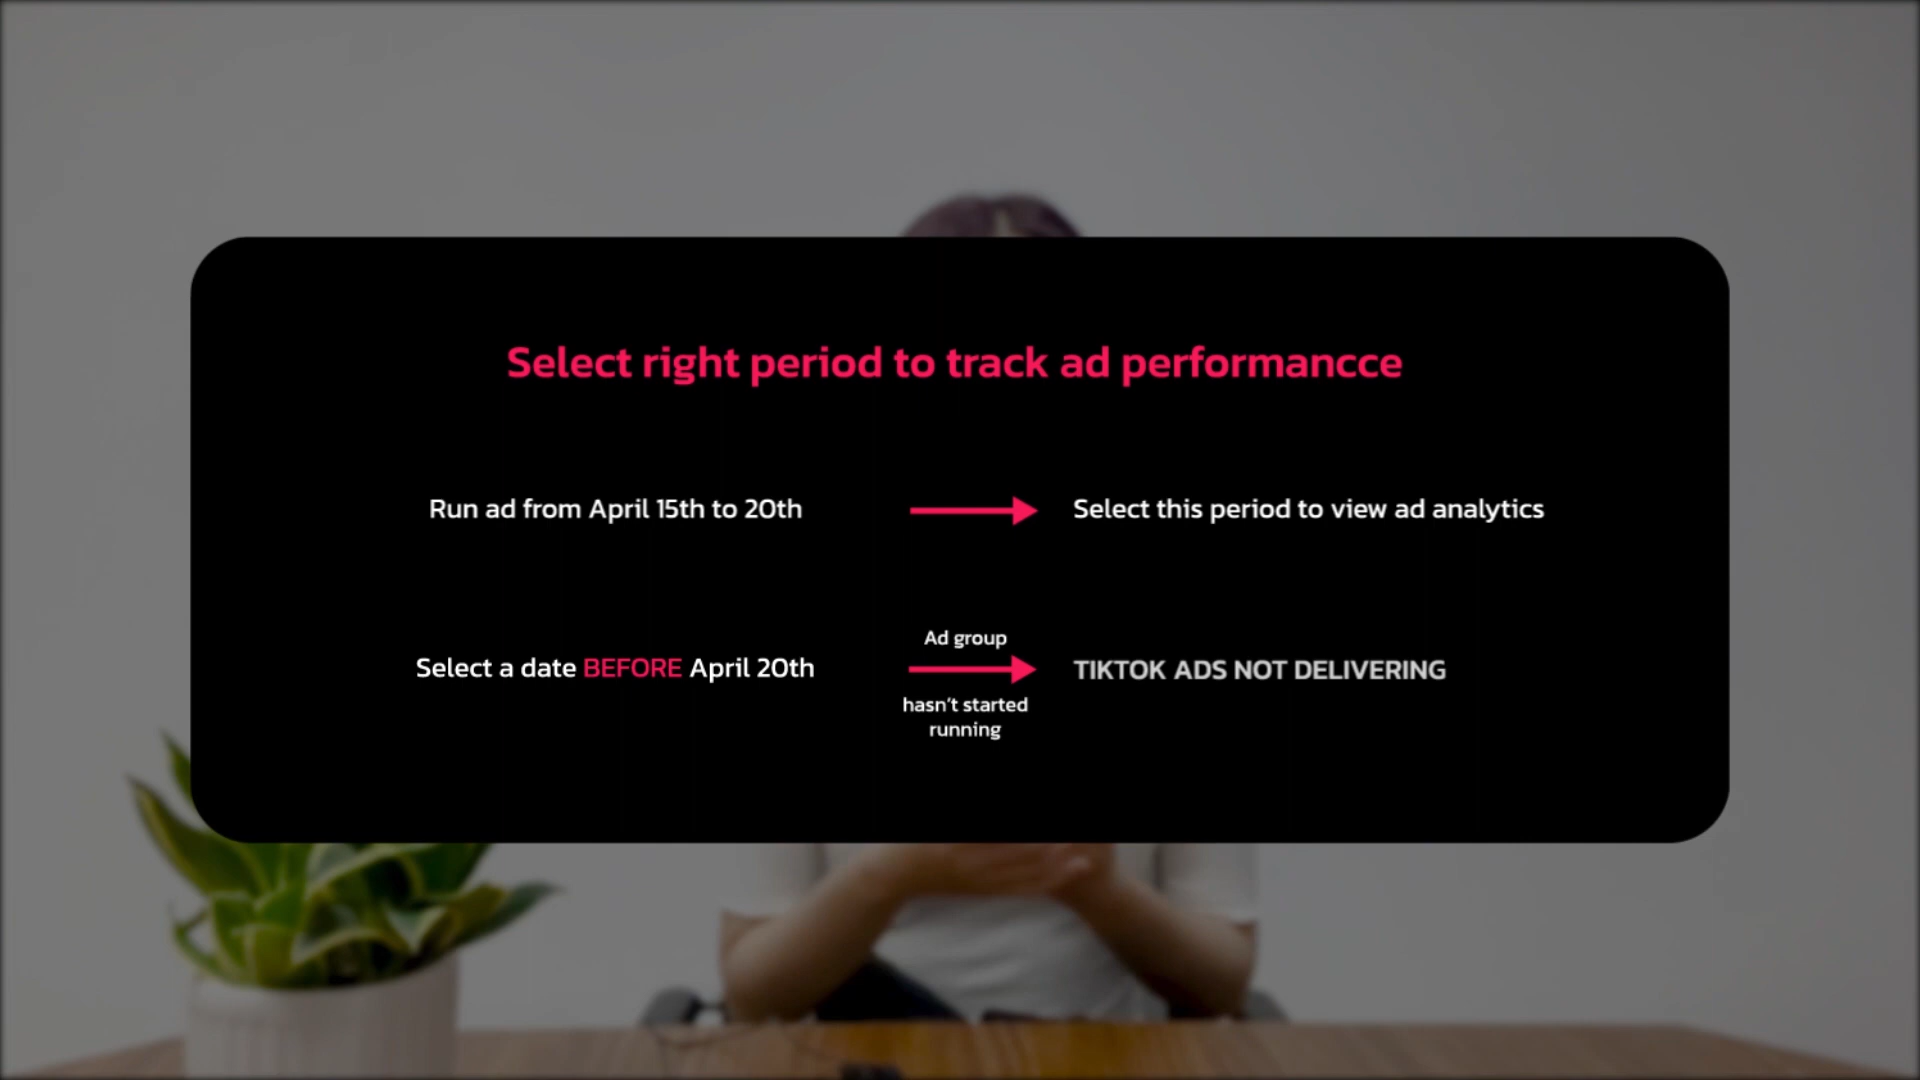 Select right period to track ad performancce
Run ad from April 15th to 20th
Select this period to view ad analytics
Select a date BEFORE April 20th
Ad group
hasn't started
running
TIKTOK ADS NOT DELIVERING